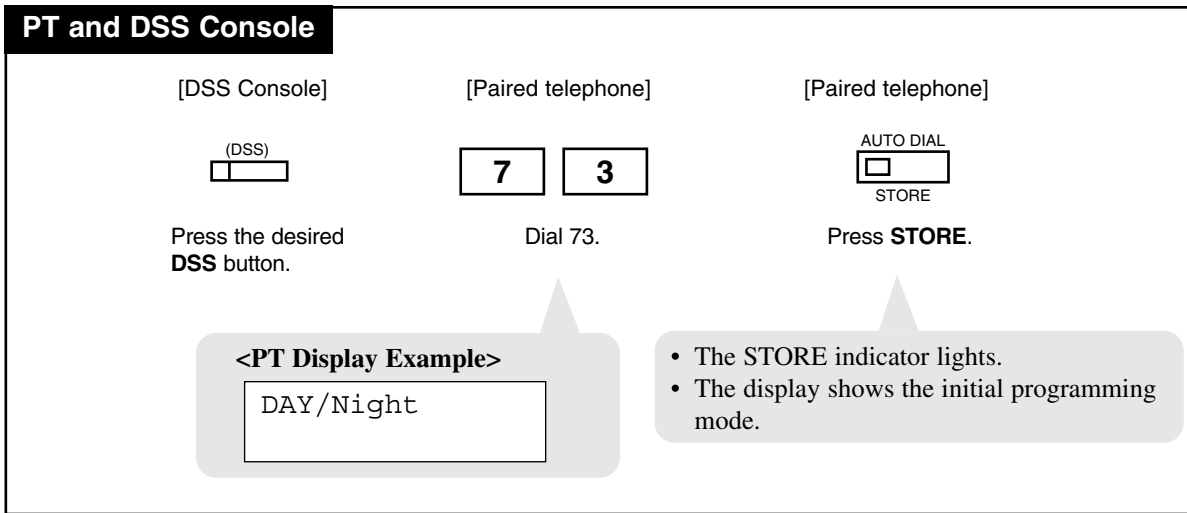 PT and DSS Console
[DSS Console]
[Paired telephone]
[Paired telephone]
(DSS)
7 3
AUTO DIAL
STORE
Press the desired
DSS button.
Dial 73.
Press STORE.
<PT Display Example>
DAY/Night
• The STORE indicator lights.
• The display shows the initial programming
mode.